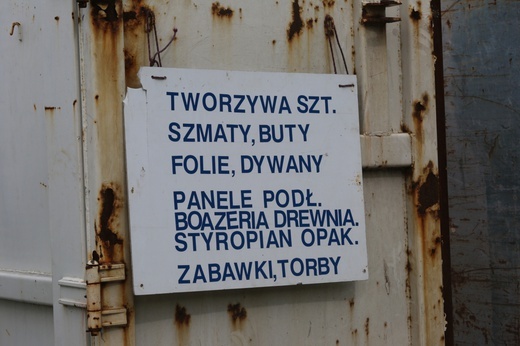 TWORZYWA SZT.
SZMATY, BUTY
FOLIE, DYWANY
PANELE PODŁ.
BOAZERIA DREWNIA.
STYROPIAN OPAK.
ZABAWKI, TORBY